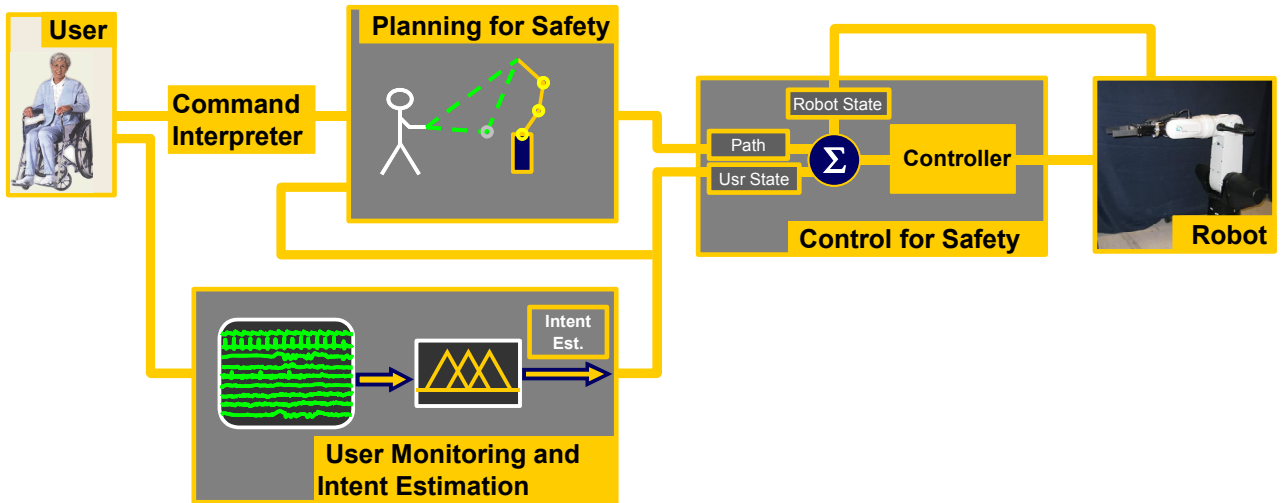 User
Planning for Safety
Command
Interpreter
Robot State
Path
Usr State
Σ
Controller
Control for Safety
Robot
Intent
Est.
User Monitoring and
Intent Estimation